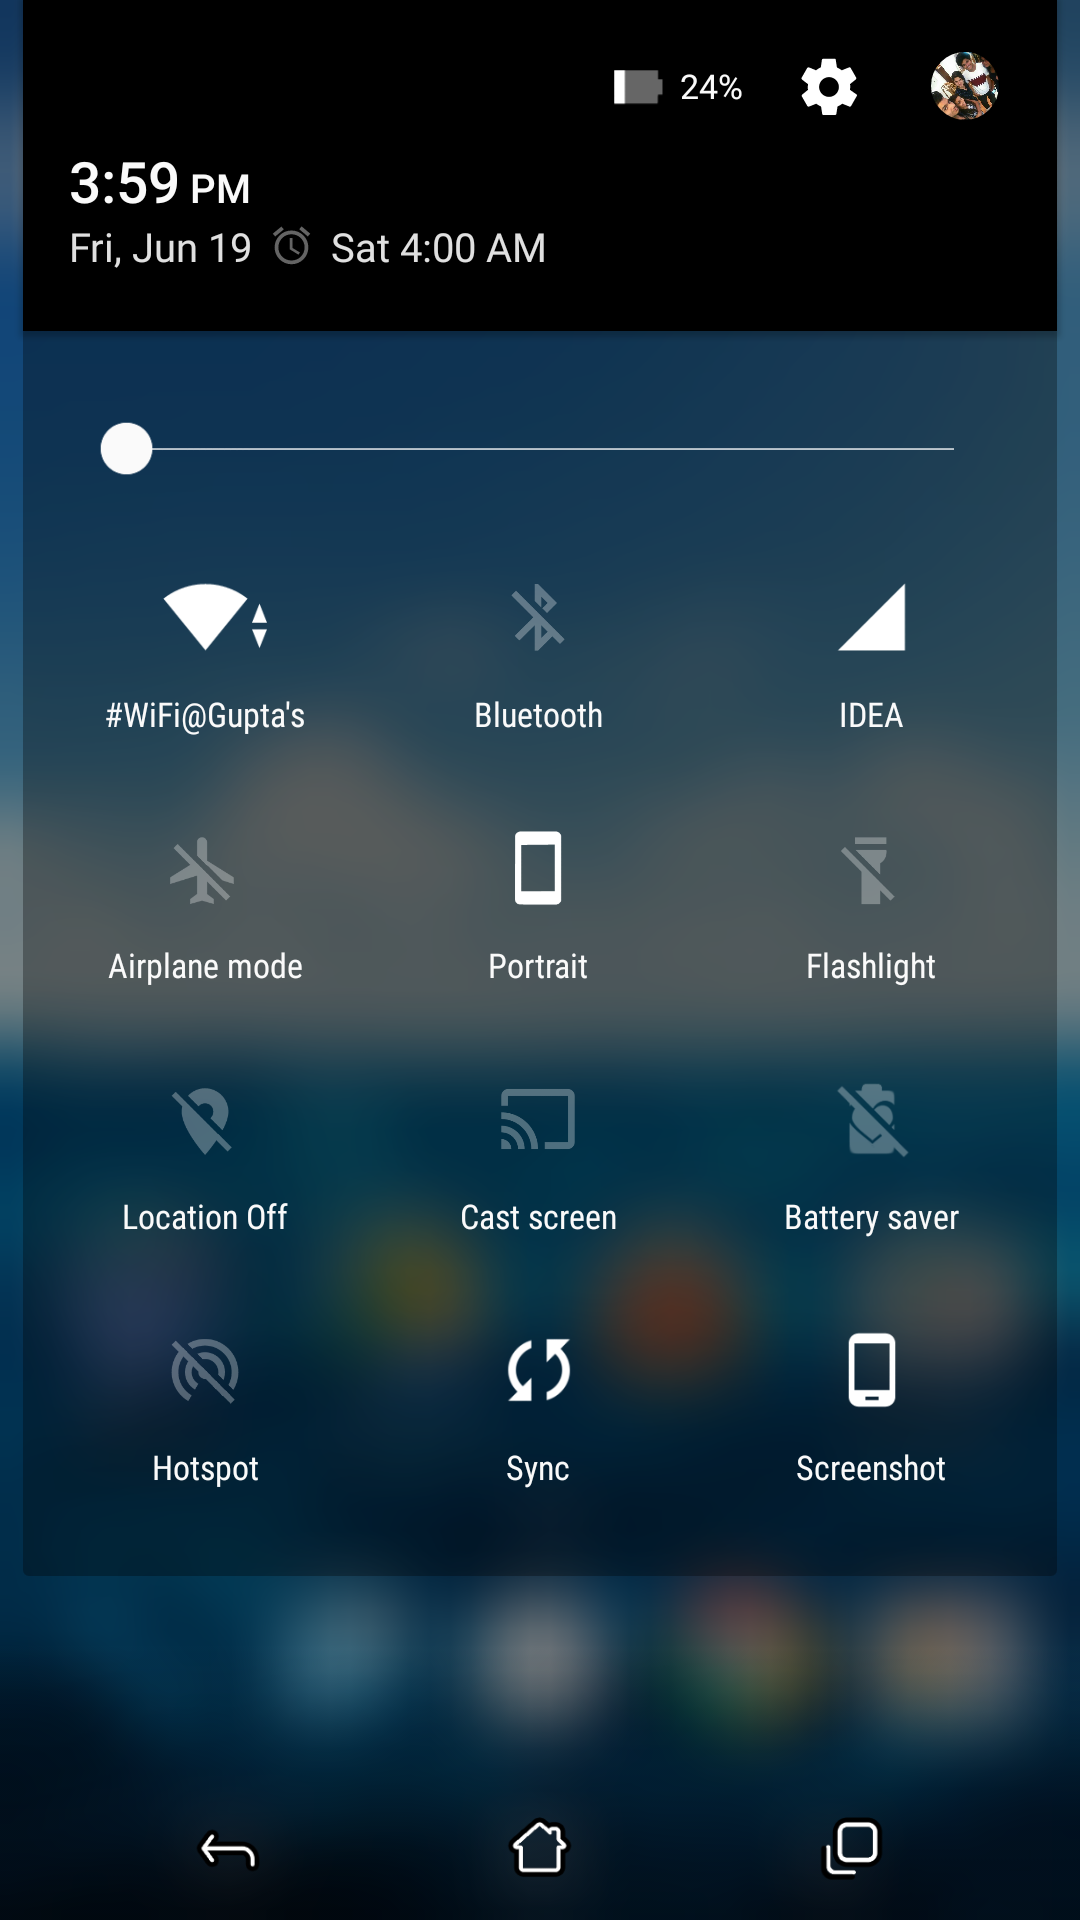 24%
3:59 PM
Fri, Jun 19 Sat 4:00 AM
#WiFi@Gupta's Bluetooth IDEA
Airplane mode Portrait Flashlight
Location Off Cast screen Battery saver
Hotspot Sync Screenshot